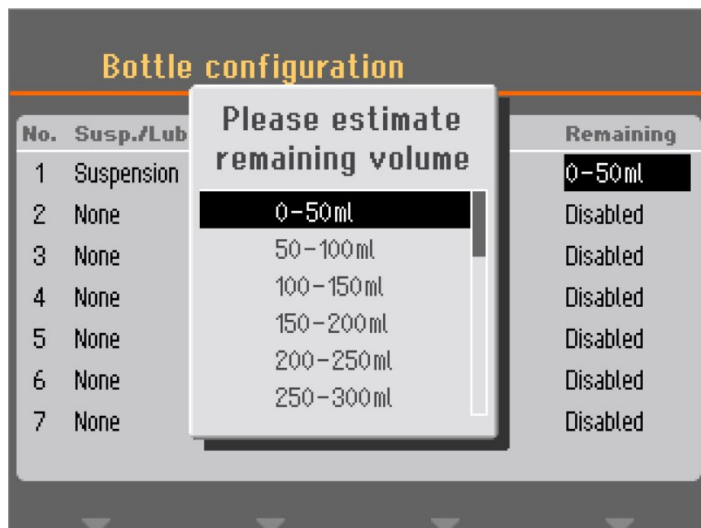 Bottle configuration
Please estimate
remaining volume
No. Susp./Lub Remaining
1 Suspension 0-50ml
2 None Disabled
3 None Disabled
4 None Disabled
5 None Disabled
6 None Disabled
7 None Disabled
0-50ml
50-100ml
100-150ml
150-200ml
200-250ml
250-300ml